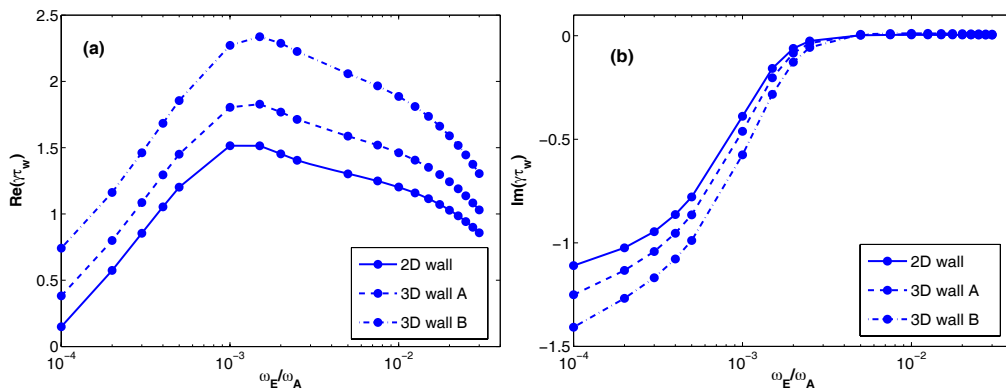 (a)
Re(γτw)
2.5
2
1.5
1
0.5
0
10⁻⁴
10⁻³
10⁻²
ωE/ωA
2D wall
3D wall A
3D wall B
(b)
Im(γτw)
0
−0.5
−1
−1.5
10⁻⁴
10⁻³
10⁻²
ωE/ωA
2D wall
3D wall A
3D wall B